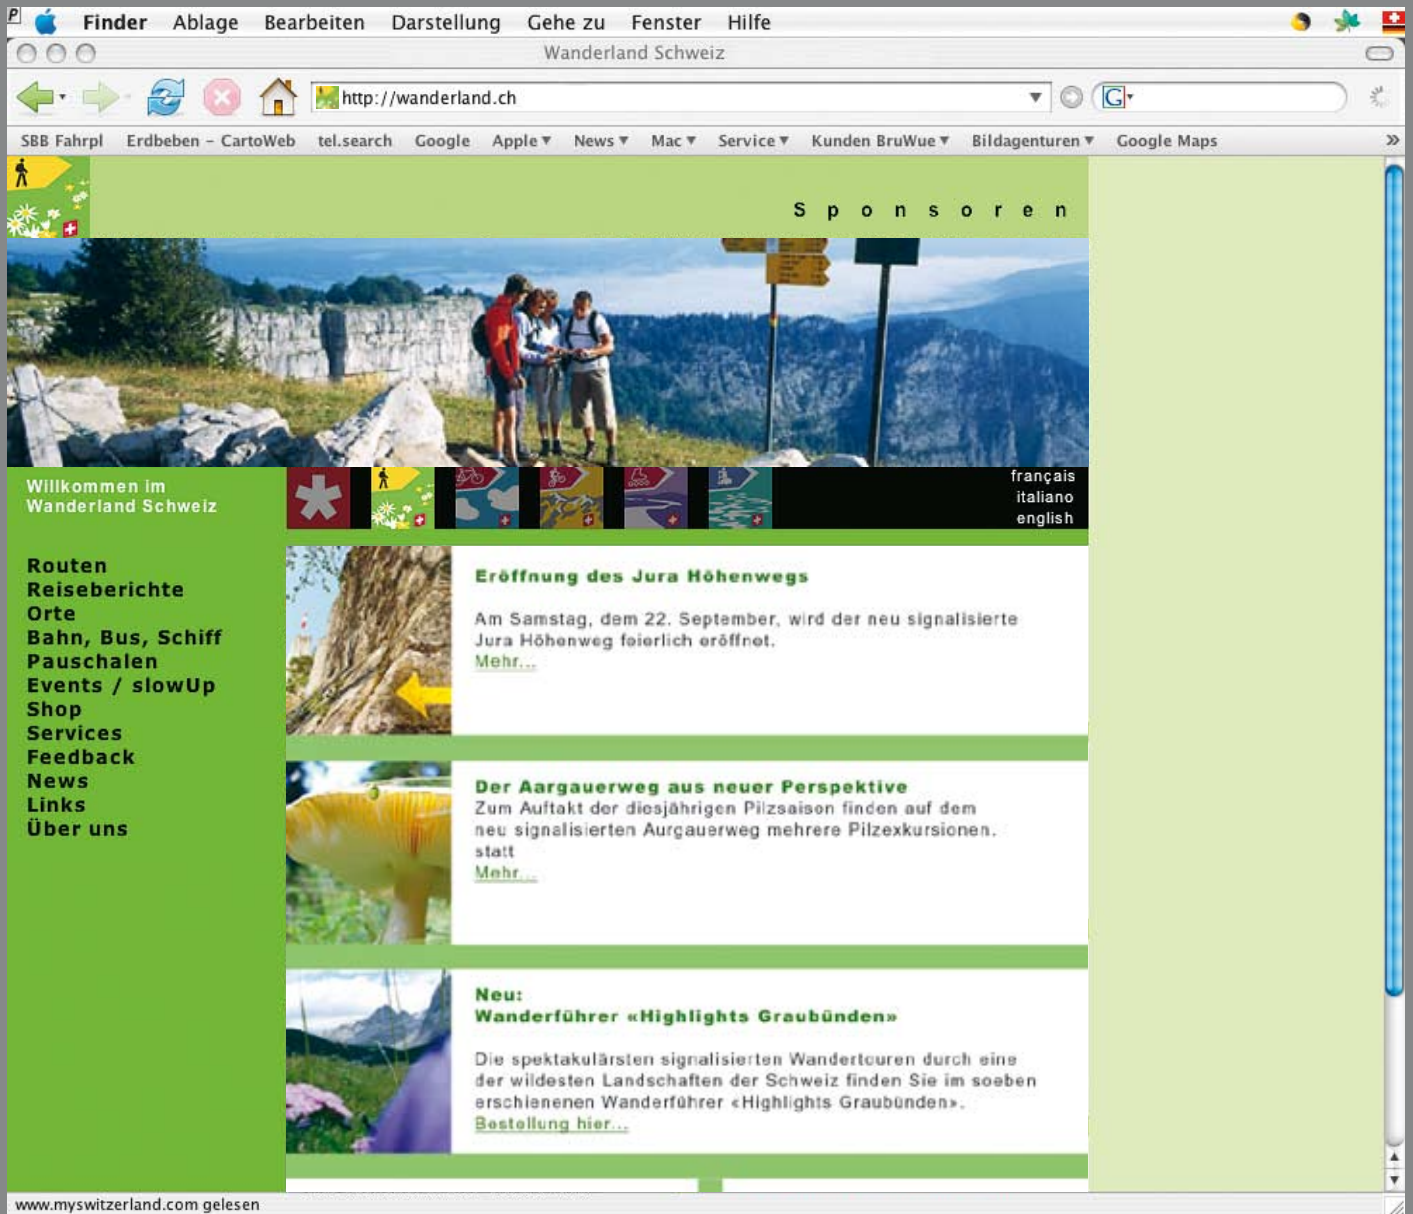 Finder Ablage Bearbeiten Darstellung Gehe zu Fenster Hilfe
Wanderland Schweiz
http://wanderland.ch
G
SBB Fahrpl Erdbeben – CartoWeb tel.search Google Apple News Mac Service Kunden BruWue Bildagenturen Google Maps »
Sponsoren
Willkommen im
Wanderland Schweiz
français
italiano
english
Routen
Reiseberichte
Orte
Bahn, Bus, Schiff
Pauschalen
Events / slowUp
Shop
Services
Feedback
News
Links
Über uns
Eröffnung des Jura Höhenwegs
Am Samstag, dem 22. September, wird der neu signalisierte
Jura Höhenweg feierlich eröffnet.
Mehr...
Der Aargauerweg aus neuer Perspektive
Zum Auftakt der diesjährigen Pilzsaison finden auf dem
neu signalisierten Aurgauerweg mehrere Pilzexkursionen.
statt
Mehr...
Neu:
Wanderführer «Highlights Graubünden»
Die spektakulärsten signalisierten Wandertouren durch eine
der wildesten Landschaften der Schweiz finden Sie im soeben
erschienenen Wanderführer «Highlights Graubünden».
Bestellung hier...
www.myswitzerland.com gelesen